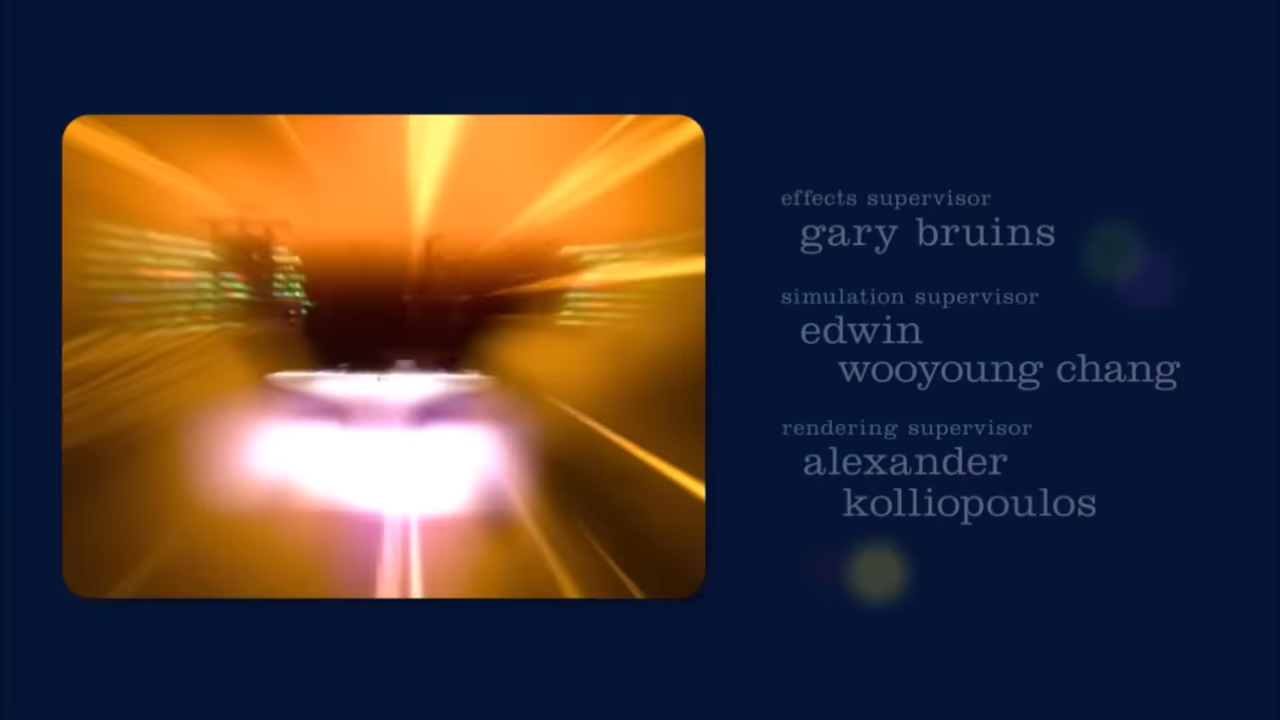 effects supervisor
gary bruins
simulation supervisor
edwin
wooyoung chang
rendering supervisor
alexander
kolliopoulos